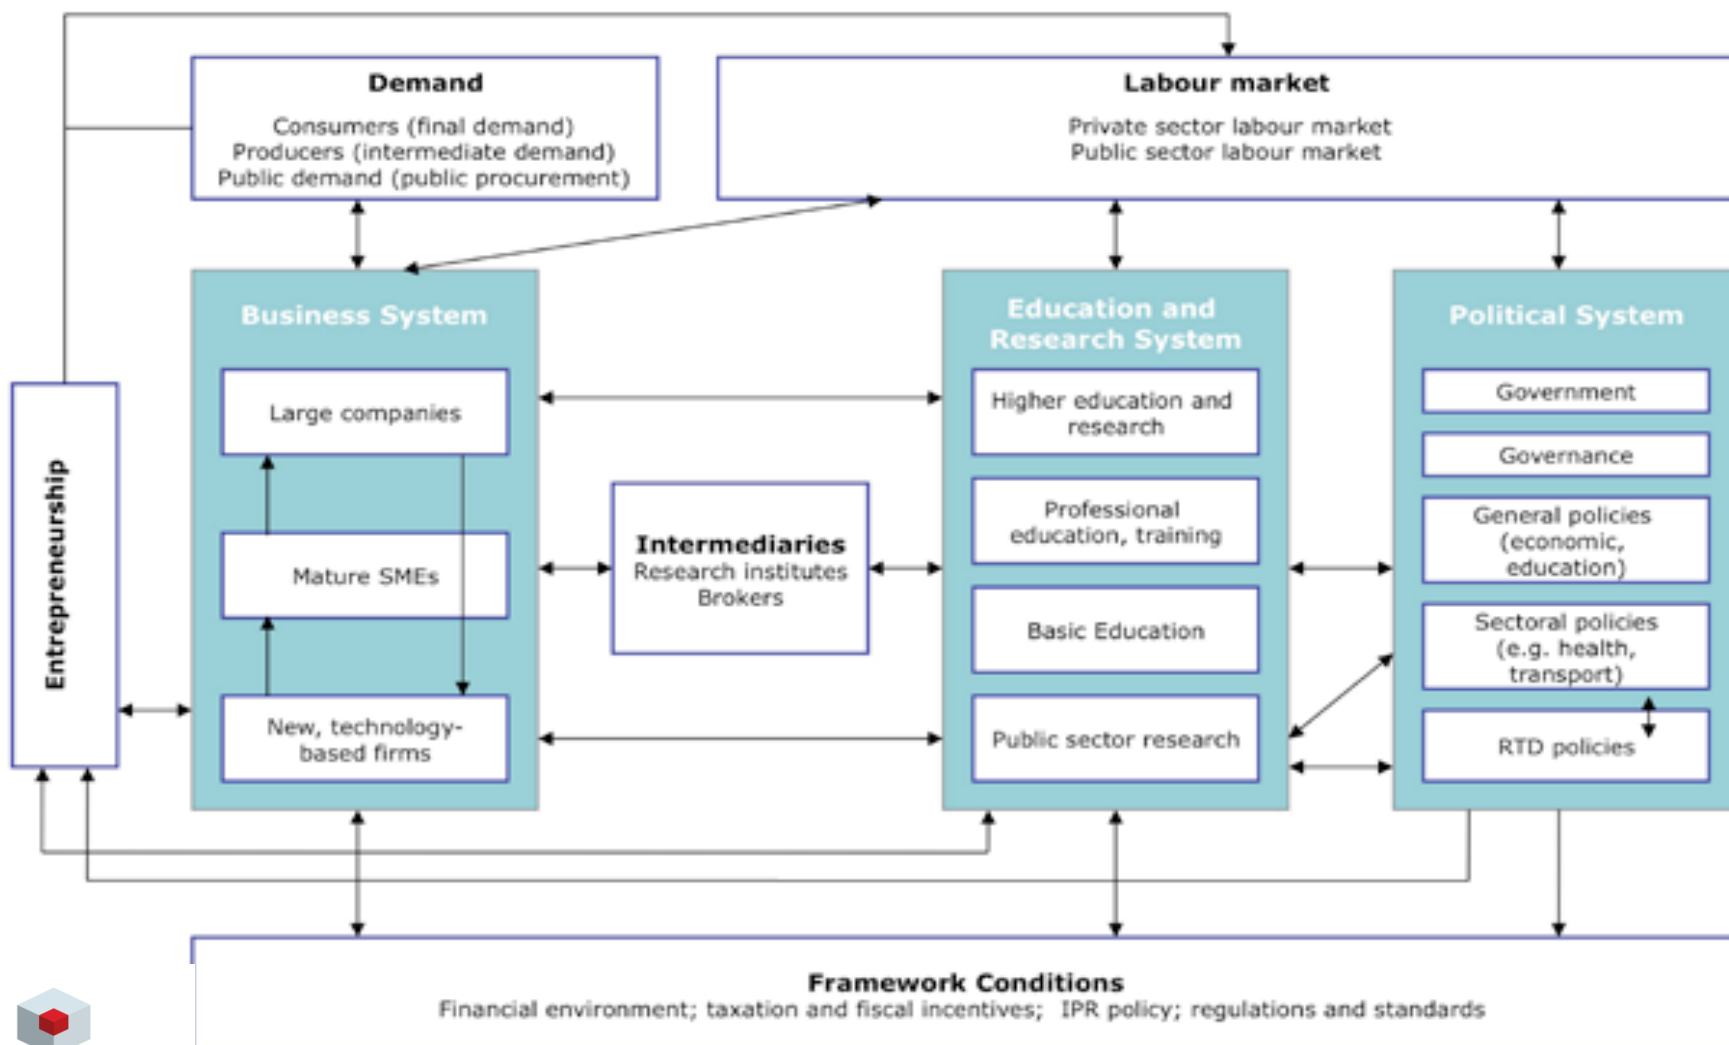 Demand
Consumers (final demand)
Producers (intermediate demand)
Public demand (public procurement)
Labour market
Private sector labour market
Public sector labour market
Entrepreneurship
Business System
Large companies
Mature SMEs
New, technology-
based firms
Intermediaries
Research institutes
Brokers
Education and
Research System
Higher education and
research
Professional
education, training
Basic Education
Public sector research
Political System
Government
Governance
General policies
(economic,
education)
Sectoral policies
(e.g. health,
transport)
RTD policies
Framework Conditions
Financial environment; taxation and fiscal incentives; IPR policy; regulations and standards